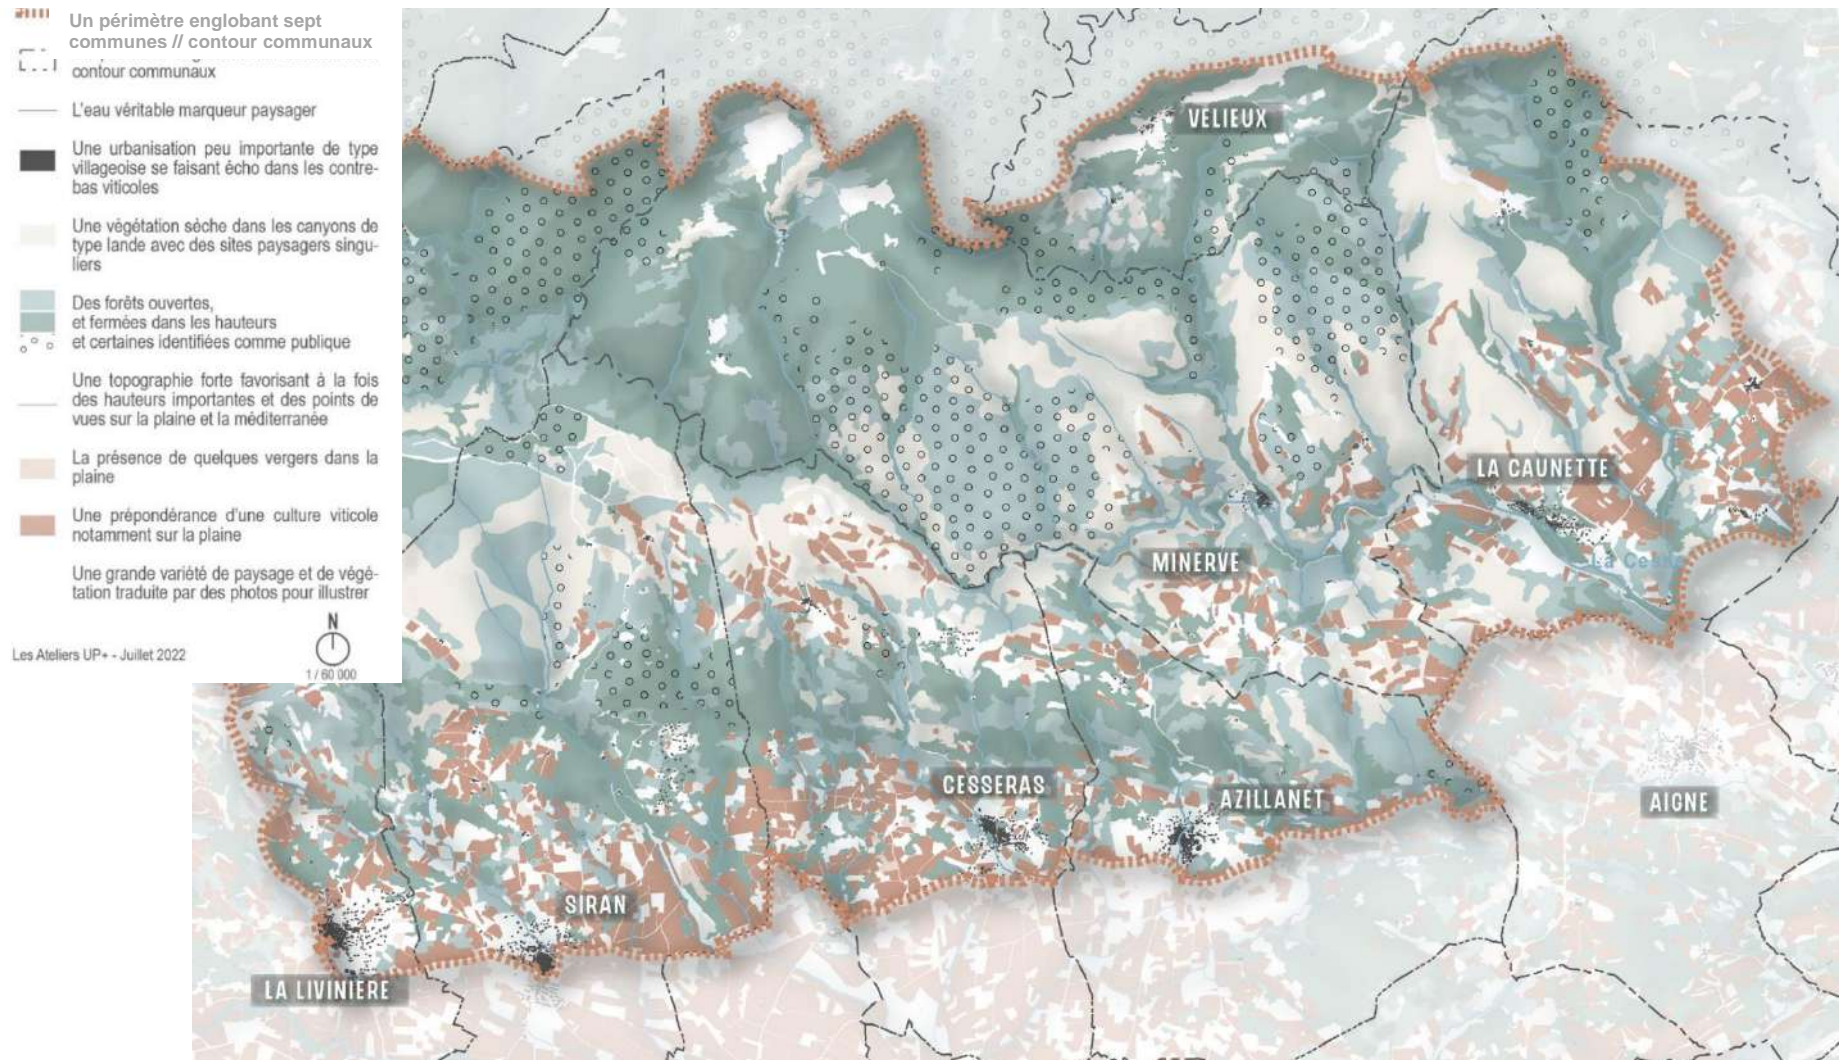 Un périmètre englobant sept
communes // contour communaux
contour communaux
L'eau véritable marqueur paysager
Une urbanisation peu importante de type
villageoise se faisant écho dans les contre-
bas viticoles
Une végétation sèche dans les canyons de
type lande avec des sites paysagers singu-
liers
Des forêts ouvertes,
et fermées dans les hauteurs
et certaines identifiées comme publique
Une topographie forte favorisant à la fois
des hauteurs importantes et des points de
vues sur la plaine et la méditerranée
La présence de quelques vergers dans la
plaine
Une prépondérance d'une culture viticole
notamment sur la plaine
Une grande variété de paysage et de végé-
tation traduite par des photos pour illustrer
N
Les Ateliers UP+ - Juillet 2022
1 / 60 000
VELIEUX
LA CAUNETTE
MINERVE
La Cesse
CESSERAS
AZILLANET
AIGNE
SIRAN
LA LIVINIERE